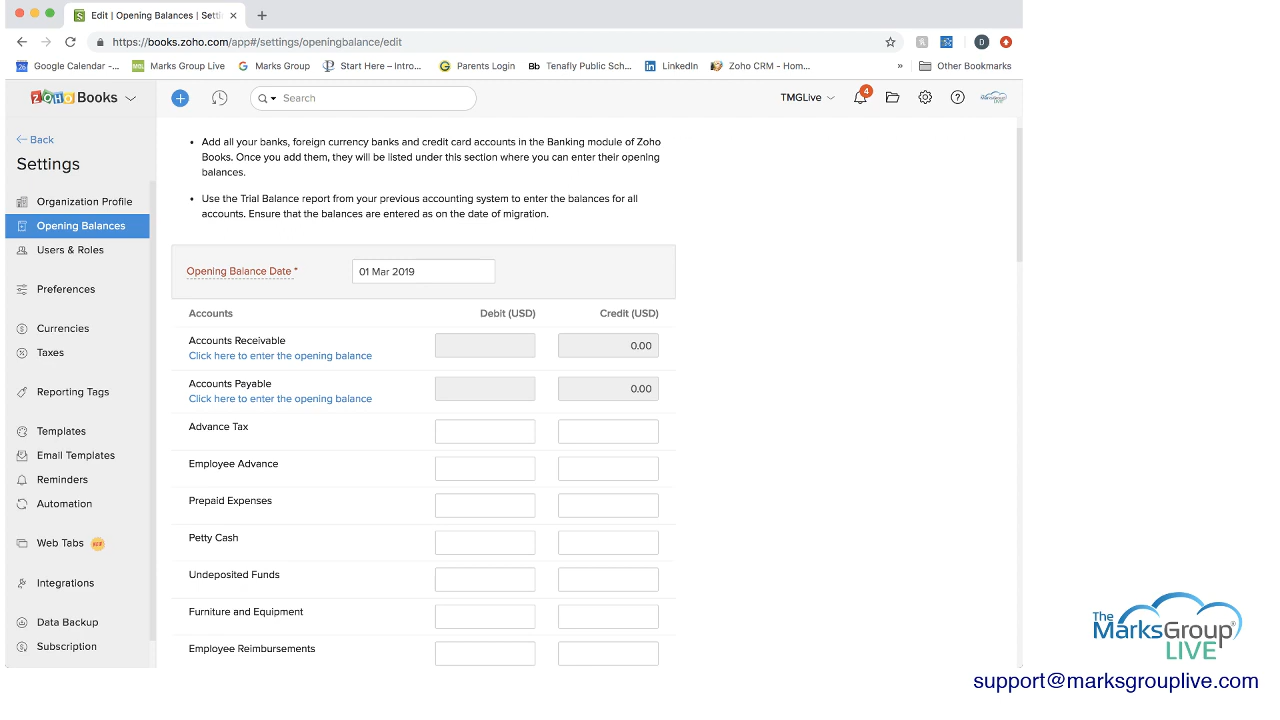 Edit | Opening Balances | Setti
https://books.zoho.com/app#/settings/openingbalance/edit
D
26 Google Calendar -... MGL Marks Group Live G Marks Group Start Here – Intro... G Parents Login Bb Tenafly Public Sch... in LinkedIn Zoho CRM - Hom... » Other Bookmarks
ZOHO Books
Search
TMGLive 4
Back
Settings
Organization Profile
Opening Balances
Users & Roles
Preferences
Currencies
Taxes
Reporting Tags
Templates
Email Templates
Reminders
Automation
Web Tabs
Integrations
Data Backup
Subscription
• Add all your banks, foreign currency banks and credit card accounts in the Banking module of Zoho
Books. Once you add them, they will be listed under this section where you can enter their opening
balances.
• Use the Trial Balance report from your previous accounting system to enter the balances for all
accounts. Ensure that the balances are entered as on the date of migration.
Opening Balance Date * 01 Mar 2019
Accounts Debit (USD) Credit (USD)
Accounts Receivable 0.00
Click here to enter the opening balance
Accounts Payable 0.00
Click here to enter the opening balance
Advance Tax
Employee Advance
Prepaid Expenses
Petty Cash
Undeposited Funds
Furniture and Equipment
Employee Reimbursements
The
MarksGroup®
LIVE
support@marksgrouplive.com